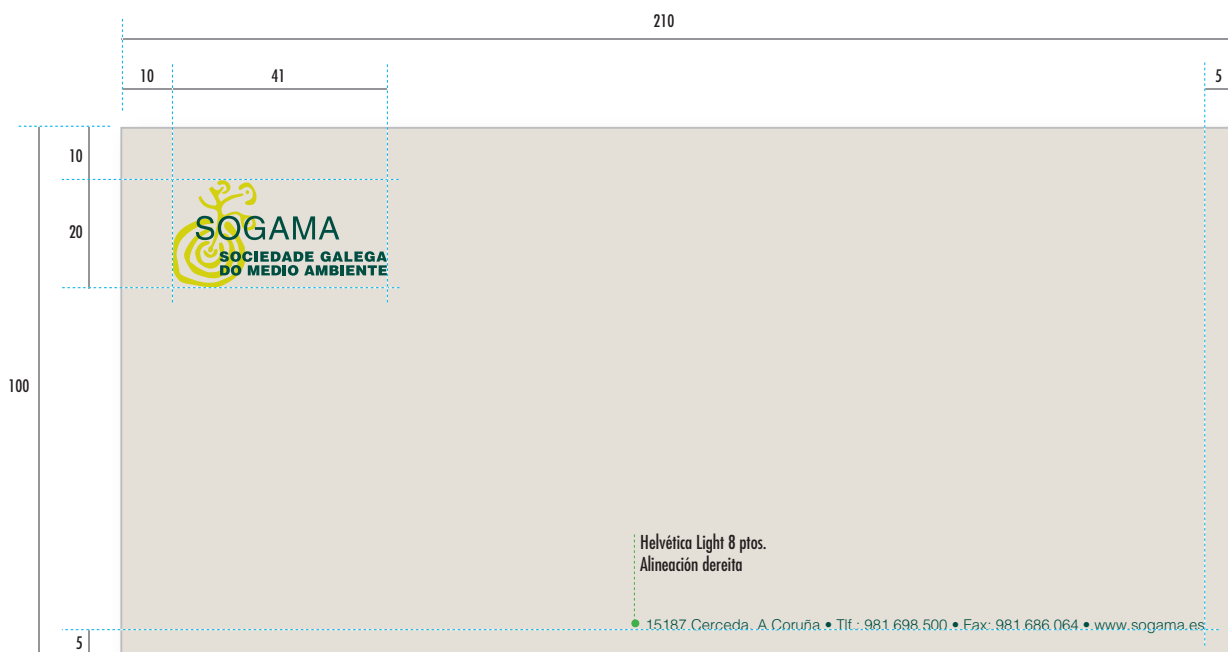 210
10
41
5
10
20
SOGAMA
SOCIEDADE GALEGA
DO MEDIO AMBIENTE
100
Helvética Light 8 ptos.
Alineación dereita
15187 Cerceda. A Coruña • Tlf.: 981 698 500 • Fax: 981 686 064 • www.sogama.es
5